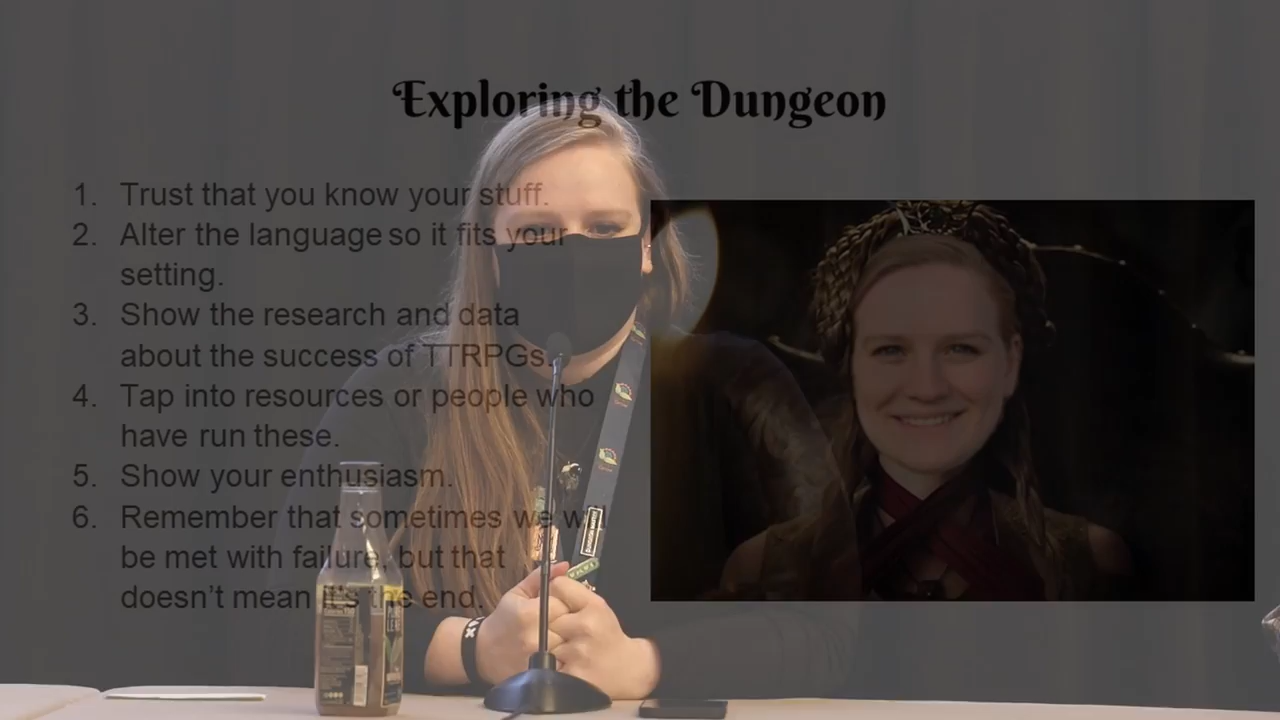 Exploring the Dungeon
1. Trust that you know your stuff.
2. Alter the language so it fits your
setting.
3. Show the research and data
about the success of TTRPGs.
4. Tap into resources or people who
have run these.
5. Show your enthusiasm.
6. Remember that sometimes we
be met with failure, but that
doesn't mean it's the end.